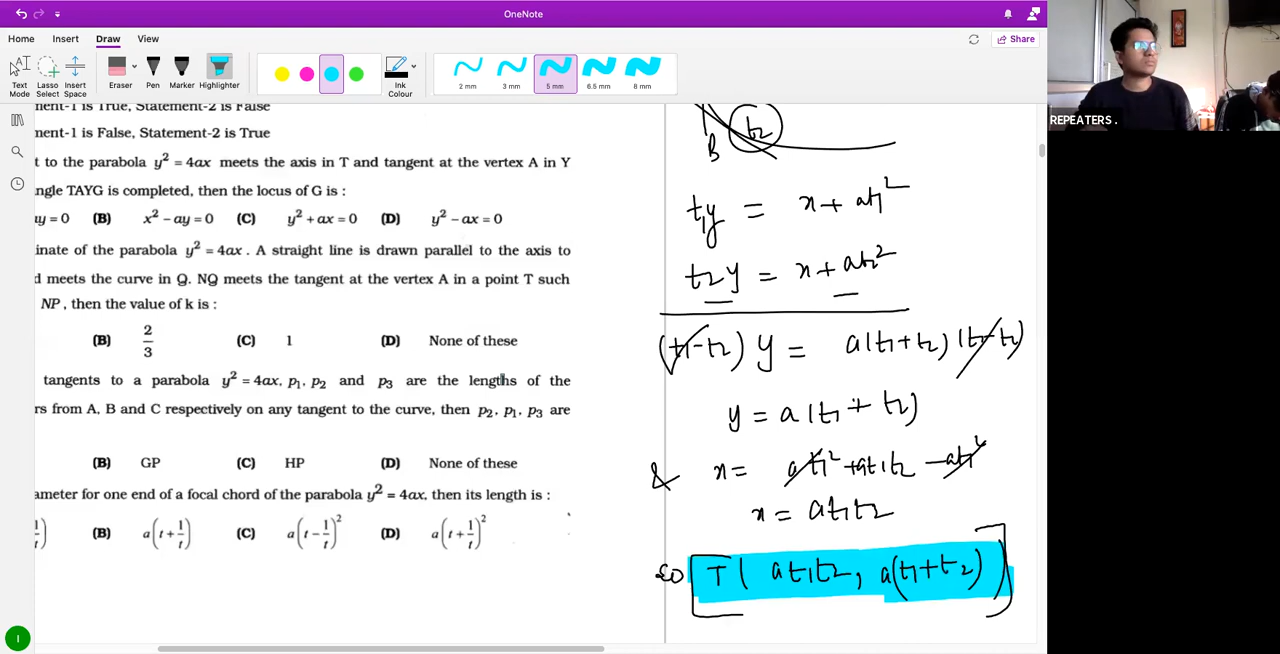 OneNote
Home Insert Draw View
Share
Text Mode
Lasso Select
Insert Space
Eraser
Pen
Marker
Highlighter
Ink Colour
2 mm
3 mm
5 mm
6.5 mm
8 mm
REPEATERS .
ment-1 is True, Statement-2 is False
ment-1 is False, Statement-2 is True
t to the parabola y² = 4ax meets the axis in T and tangent at the vertex A in Y
ngle TAYG is completed, then the locus of G is :
ay = 0 (B) x² − ay = 0 (C) y² + ax = 0 (D) y² − ax = 0
inate of the parabola y² = 4ax . A straight line is drawn parallel to the axis to
d meets the curve in Q. NQ meets the tangent at the vertex A in a point T such
NP , then the value of k is :
(B) 2/3 (C) 1 (D) None of these
tangents to a parabola y² = 4ax, p₁, p₂ and p₃ are the lengths of the
rs from A, B and C respectively on any tangent to the curve, then p₂, p₁, p₃ are
(B) GP (C) HP (D) None of these
ameter for one end of a focal chord of the parabola y² = 4ax, then its length is :
(B) a(t + 1/t) (C) a(t − 1/t)² (D) a(t + 1/t)²
B t₂
t₁y = x + at₁²
t₂y = x + at₂²
(t₁−t₂) y = a(t₁+t₂) (t₁−t₂)
y = a(t₁ + t₂)
& x = at₁² + at₁t₂ − at₁²
x = at₁t₂
SO T( at₁t₂, a(t₁+t₂) )
I